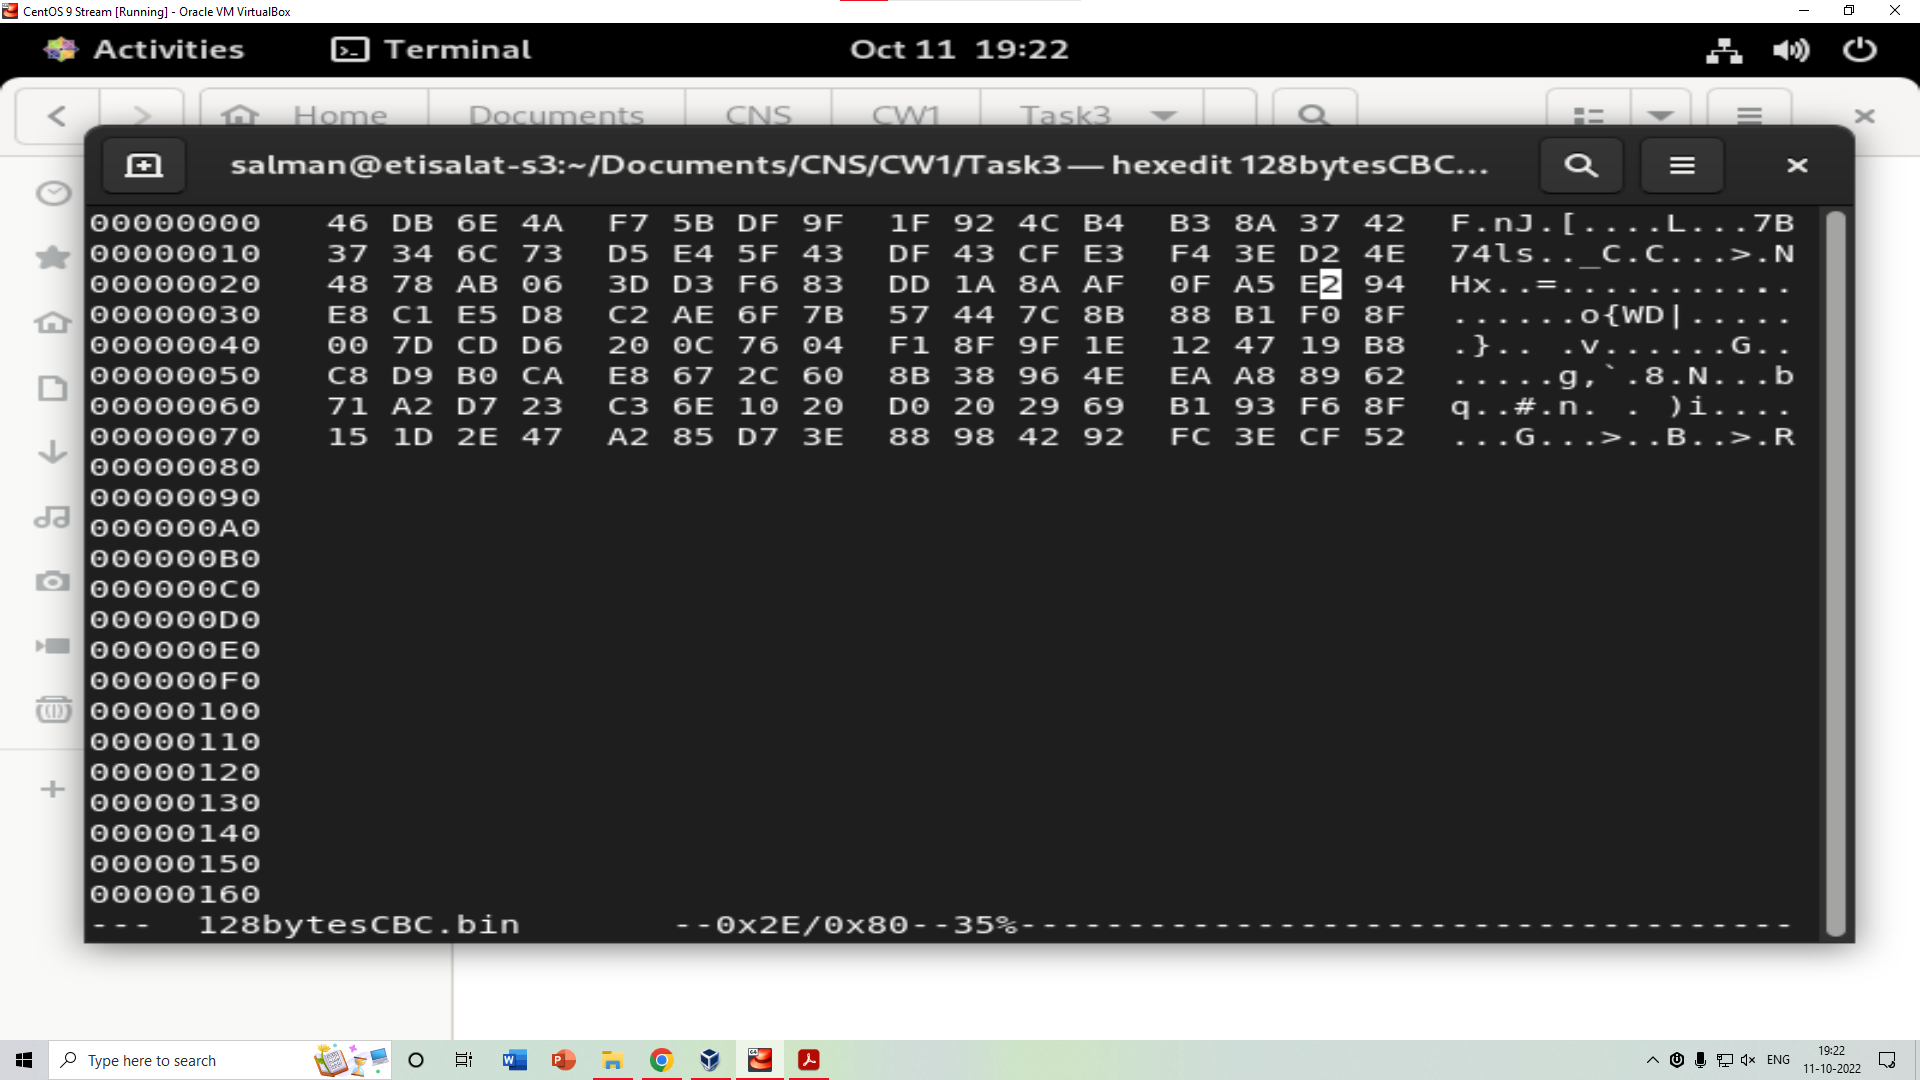 CentOS 9 Stream [Running] - Oracle VM VirtualBox
Activities Terminal Oct 11 19:22
Home Documents CNS CW1 Task3
salman@etisalat-s3:~/Documents/CNS/CW1/Task3 — hexedit 128bytesCBC...
00000000 46 DB 6E 4A F7 5B DF 9F 1F 92 4C B4 B3 8A 37 42 F.nJ.[....L...7B
00000010 37 34 6C 73 D5 E4 5F 43 DF 43 CF E3 F4 3E D2 4E 74ls.._C.C...>.N
00000020 48 78 AB 06 3D D3 F6 83 DD 1A 8A AF 0F A5 E2 94 Hx..=...........
00000030 E8 C1 E5 D8 C2 AE 6F 7B 57 44 7C 8B 88 B1 F0 8F ......o{WD|.....
00000040 00 7D CD D6 20 0C 76 04 F1 8F 9F 1E 12 47 19 B8 .}.. .v......G..
00000050 C8 D9 B0 CA E8 67 2C 60 8B 38 96 4E EA A8 89 62 .....g,`.8.N...b
00000060 71 A2 D7 23 C3 6E 10 20 D0 20 29 69 B1 93 F6 8F q..#.n. . )i....
00000070 15 1D 2E 47 A2 85 D7 3E 88 98 42 92 FC 3E CF 52 ...G...>..B..>.R
00000080
00000090
000000A0
000000B0
000000C0
000000D0
000000E0
000000F0
00000100
00000110
00000120
00000130
00000140
00000150
00000160
--- 128bytesCBC.bin --0x2E/0x80--35%------------------------------------
Type here to search ENG 19:22
11-10-2022